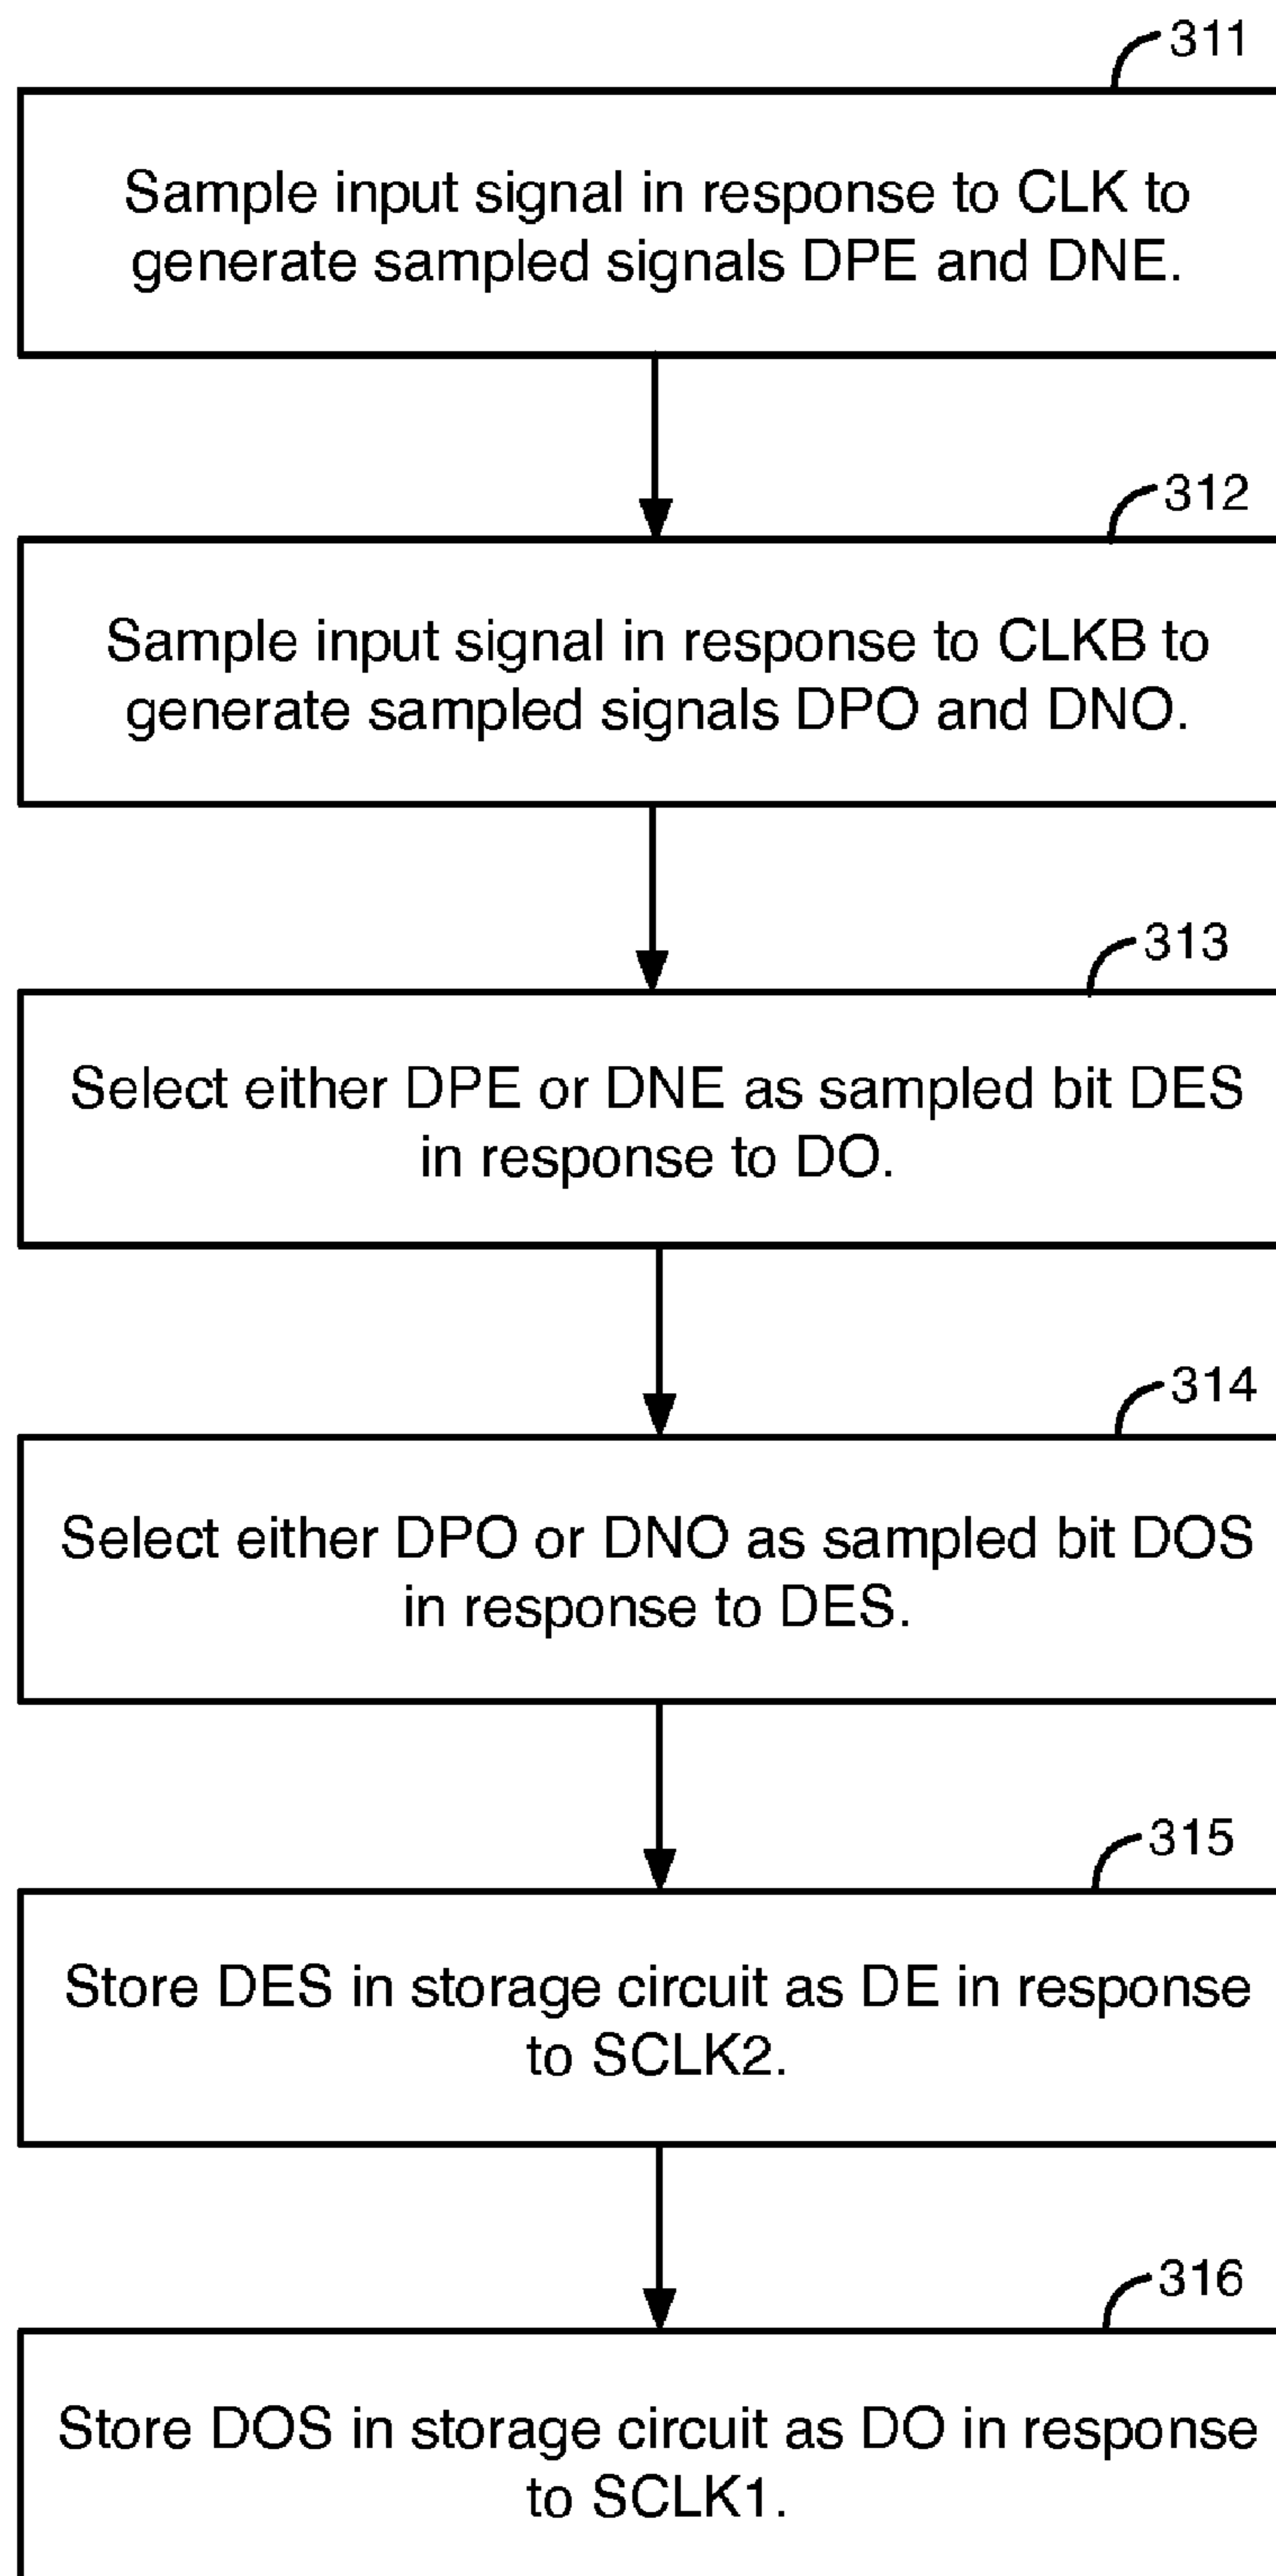 311
Sample input signal in response to CLK to
generate sampled signals DPE and DNE.
312
Sample input signal in response to CLKB to
generate sampled signals DPO and DNO.
313
Select either DPE or DNE as sampled bit DES
in response to DO.
314
Select either DPO or DNO as sampled bit DOS
in response to DES.
315
Store DES in storage circuit as DE in response
to SCLK2.
316
Store DOS in storage circuit as DO in response
to SCLK1.